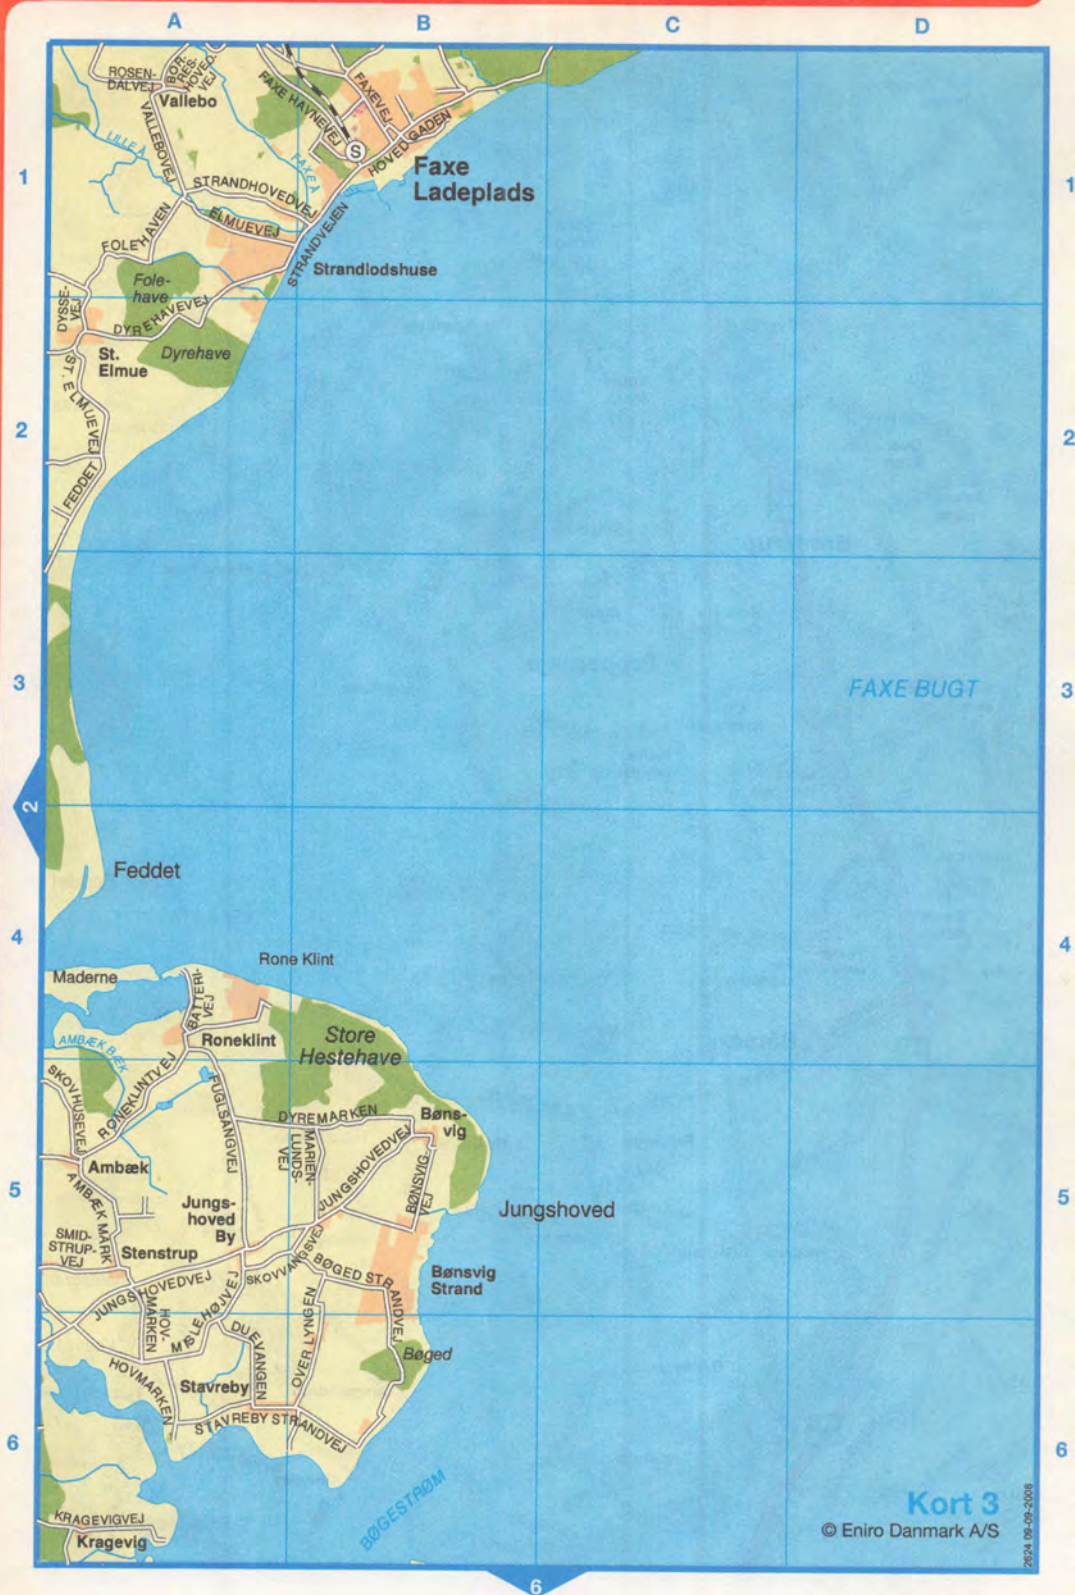 A
B
C
D
ROSEN-
DALVEJ
BOR-
RES-
HOVED-
VEJ
Vallebo
VALLEBOVEJ
LILLE Å
FAXE HAVNEVEJ
FAXEVEJ
HOVEDGADEN
S
FAXE Å
Faxe
Ladeplads
1
1
STRANDHOVEDVEJ
ELMUEVEJ
FOLEHAVEN
STRANDVEJEN
Strandlodshuse
Fole-
have
DYSSE-
VEJ
DYREHAVEVEJ
St.
Elmue
Dyrehave
ST. ELMUEVEJ
2
2
FEDDET
3
3
FAXE BUGT
2
Feddet
4
4
Rone Klint
Maderne
BATTERI-
VEJ
Roneklint
Store
Hestehave
AMBÆK BÆK
SKOVHUSEVEJ
RONEKLINTVEJ
FUGLSANGVEJ
DYREMARKEN
MARIEN-
LUNDS-
VEJ
Bøns-
vig
JUNGSHOVEDVEJ
BØNSVIG-
VEJ
Ambæk
AMBÆK MARK
5
5
Jungs-
hoved
By
Jungshoved
SMID-
STRUP-
VEJ
Stenstrup
SKOVVANGSVEJ
BØGED STRANDVEJ
Bønsvig
Strand
JUNGSHOVEDVEJ
HOV-
MARKEN
MISLEHØJVEJ
DUEVANGEN
OVER LYNGEN
Bøged
HOVMARKEN
Stavreby
STAVREBY STRANDVEJ
6
6
BØGESTRØM
KRAGEVIGVEJ
Kragevig
Kort 3
© Eniro Danmark A/S
2624 09-09-2008
6